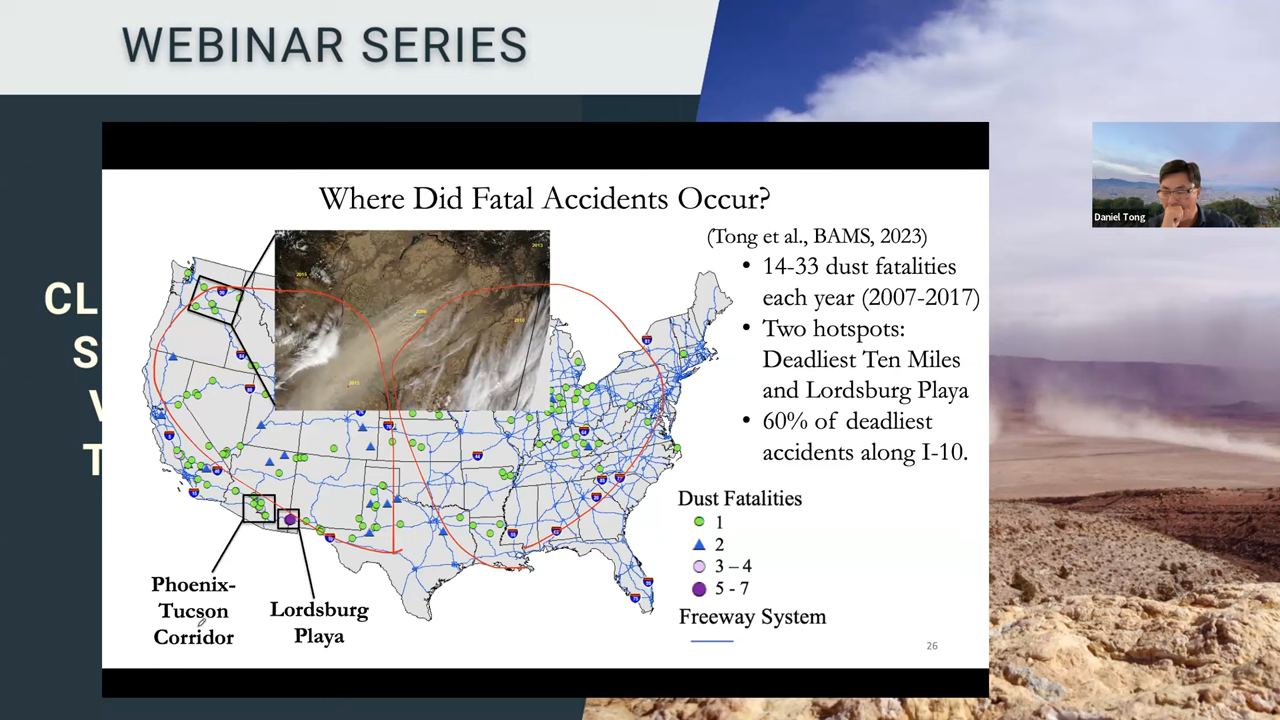 WEBINAR SERIES
CL
S
V
T
Daniel Tong
Where Did Fatal Accidents Occur?
(Tong et al., BAMS, 2023)
• 14-33 dust fatalities
each year (2007-2017)
• Two hotspots:
Deadliest Ten Miles
and Lordsburg Playa
• 60% of deadliest
accidents along I-10.
Dust Fatalities
1
2
3 – 4
5 - 7
Freeway System
Phoenix-
Tucson
Corridor
Lordsburg
Playa
26